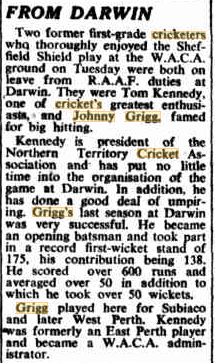 FROM DARWIN
Two former first-grade cricketers
who thoroughly enjoyed the Shef-
field Shield play at the W.A.C.A.
ground on Tuesday were both on
leave from R.A.A.F. duties at
Darwin. They were Tom Kennedy,
one of cricket's greatest enthusi-
asts, and Johnny Grigg, famed
for big hitting.
Kennedy is president of the
Northern Territory Cricket As-
sociation and has put no little
time into the organisation of the
game at Darwin. In addition, he
has done a good deal of umpir-
ing. Grigg's last season at Darwin
was very successful. He became
an opening batsman and took part
in a record first-wicket stand of
175, his contribution being 138.
He scored over 600 runs and
averaged over 50 in addition to
which he took over 50 wickets.
Grigg played here for Subiaco
and later West Perth. Kennedy
was formerly an East Perth player
and became a W.A.C.A. admin-
istrator.